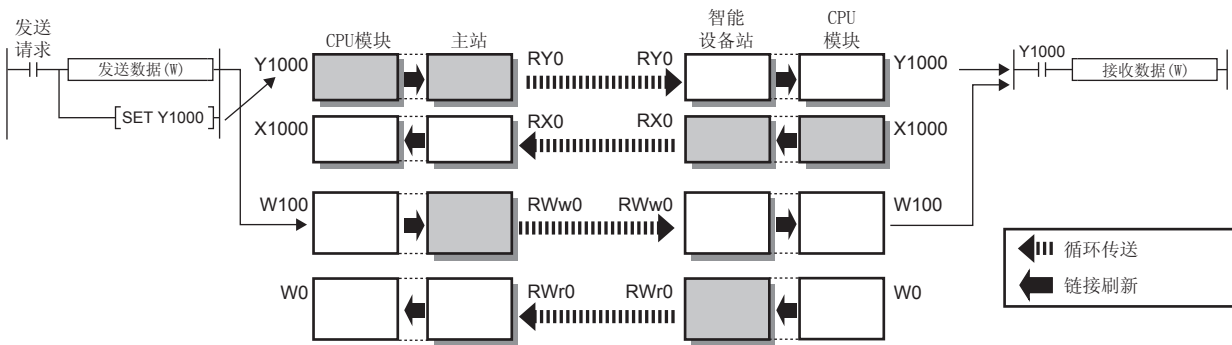 发送
请求
发送数据(W)
SET Y1000
CPU模块
主站
智能
设备站
CPU
模块
Y1000
RY0
RY0
Y1000
X1000
RX0
RX0
X1000
W100
RWw0
RWw0
W100
W0
RWr0
RWr0
W0
Y1000
接收数据(W)
循环传送
链接刷新